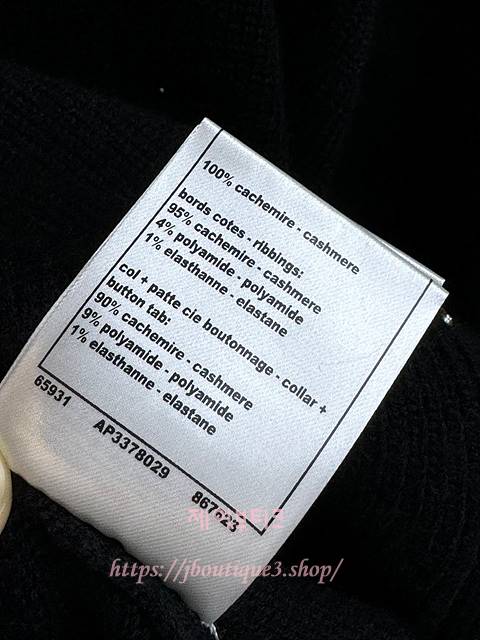 100% cachemire - cashmere
bords cotes - ribbings:
95% cachemire - cashmere
4% polyamide - polyamide
1% elasthanne - elastane
col + patte cie boutonnage - collar +
button tab:
90% cachemire - cashmere
9% polyamide - polyamide
1% elasthanne - elastane
65931
AP3378029
867623
https://jboutique3.shop/